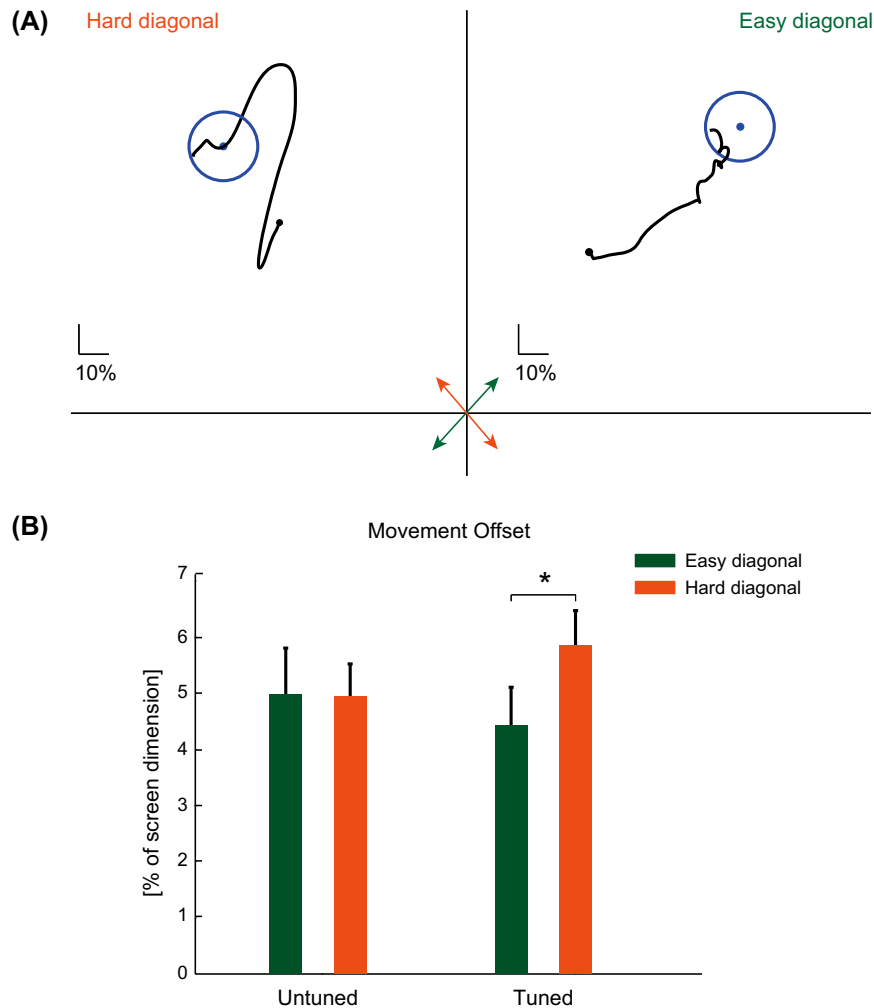 (A)
Hard diagonal
Easy diagonal
10%
10%
(B)
Movement Offset
Easy diagonal
Hard diagonal
*
[% of screen dimension]
7
6
5
4
3
2
1
0
Untuned
Tuned